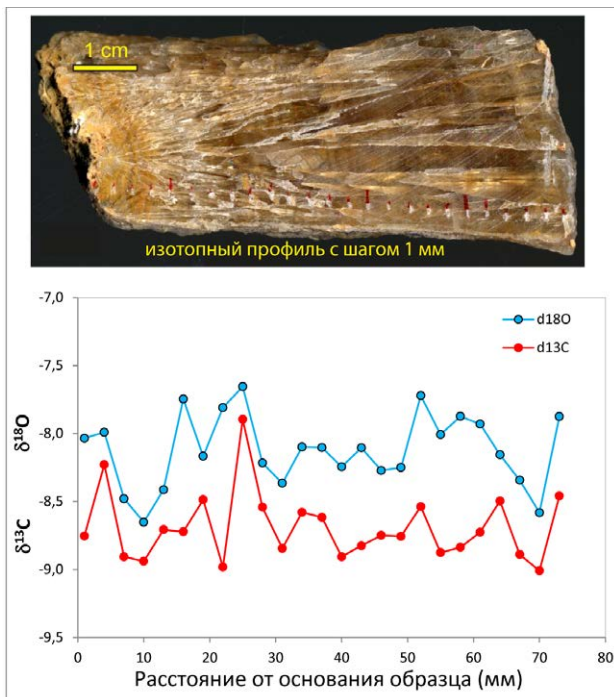 1 cm
изотопный профиль с шагом 1 мм
-7,0
-7,5
-8,0
-8,5
-9,0
-9,5
δ18O
δ13C
d18O
d13C
0 10 20 30 40 50 60 70 80
Расстояние от основания образца (мм)